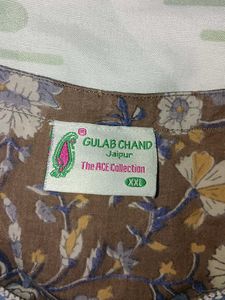 GULAB CHAND
Jaipur
The ACE Collection
XXL